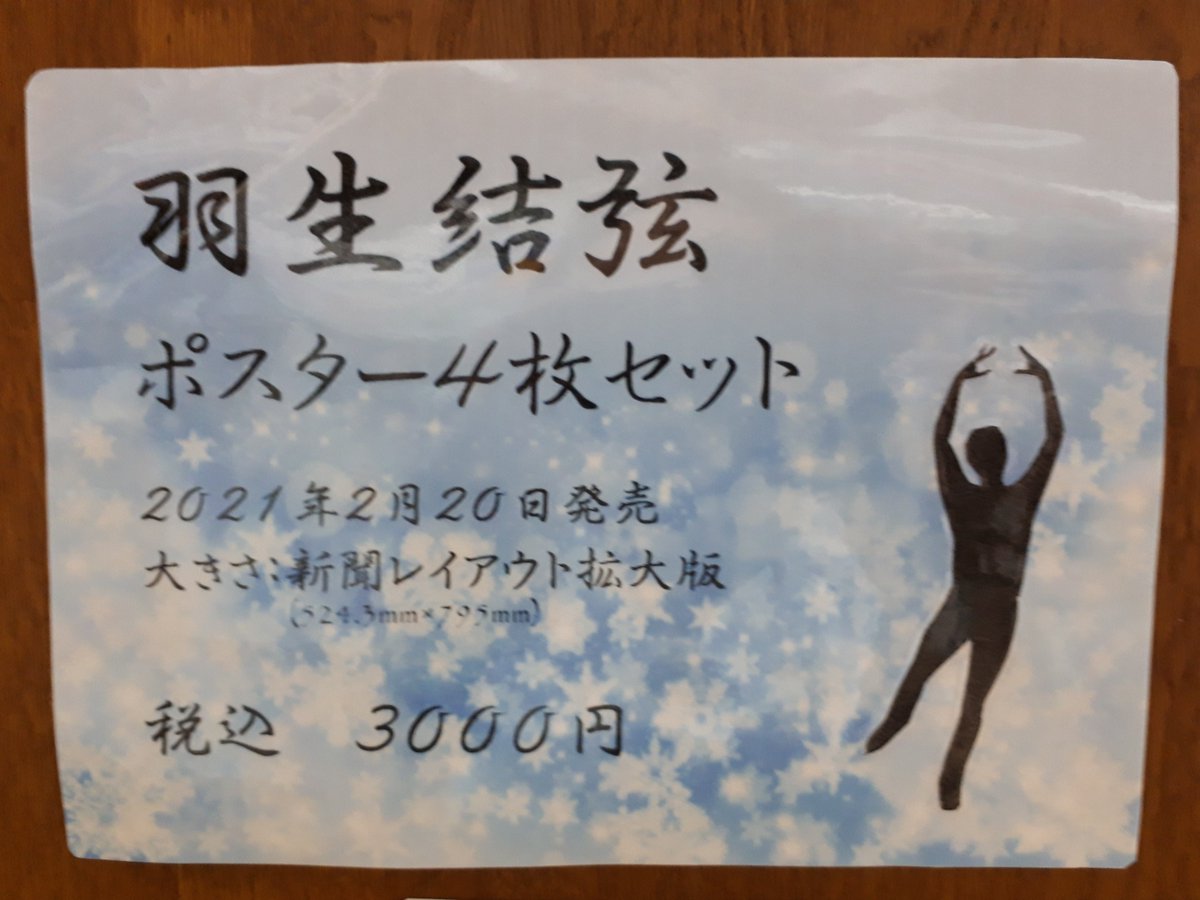 羽生結弦
ポスター4枚セット
2021年2月20日発売
大きさ：新聞レイアウト拡大版
(524.3mm×795mm)
税込　3000円